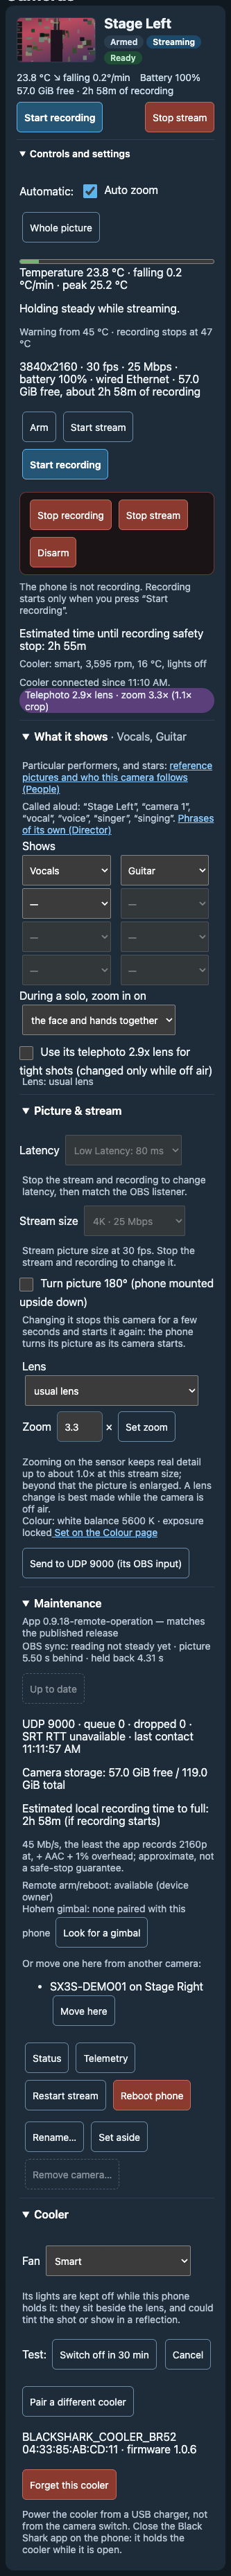 Stage Left
Armed Streaming
Ready
23.8 °C ↘ falling 0.2°/min Battery 100%
57.0 GiB free · 2h 58m of recording
Start recording Stop stream
▼ Controls and settings
Automatic: Auto zoom
Whole picture
Temperature 23.8 °C · falling 0.2
°C/min · peak 25.2 °C
Holding steady while streaming.
Warning from 45 °C · recording stops at 47
°C
3840x2160 · 30 fps · 25 Mbps ·
battery 100% · wired Ethernet · 57.0
GiB free, about 2h 58m of recording
Arm Start stream
Start recording
Stop recording Stop stream
Disarm
The phone is not recording. Recording
starts only when you press “Start
recording”.
Estimated time until recording safety
stop: 2h 55m
Cooler: smart, 3,595 rpm, 16 °C, lights off
Cooler connected since 11:10 AM.
Telephoto 2.9× lens · zoom 3.3× (1.1×
crop)
▼ What it shows · Vocals, Guitar
Particular performers, and stars: reference
pictures and who this camera follows
(People)
Called aloud: “Stage Left”, “camera 1”,
“vocal”, “voice”, “singer”, “singing”. Phrases
of its own (Director)
Shows
Vocals Guitar
— —
— —
— —
During a solo, zoom in on
the face and hands together
Use its telephoto 2.9x lens for
tight shots (changed only while off air)
Lens: usual lens
▼ Picture & stream
Latency Low Latency: 80 ms
Stop the stream and recording to change
latency, then match the OBS listener.
Stream size 4K · 25 Mbps
Stream picture size at 30 fps. Stop the
stream and recording to change it.
Turn picture 180° (phone mounted
upside down)
Changing it stops this camera for a few
seconds and starts it again: the phone
turns its picture as its camera starts.
Lens
usual lens
Zoom 3.3 × Set zoom
Zooming on the sensor keeps real detail
up to about 1.0× at this stream size;
beyond that the picture is enlarged. A lens
change is best made while the camera is
off air.
Colour: white balance 5600 K · exposure
locked Set on the Colour page
Send to UDP 9000 (its OBS input)
▼ Maintenance
App 0.9.18-remote-operation — matches
the published release
OBS sync: reading not steady yet · picture
5.50 s behind · held back 4.31 s
Up to date
UDP 9000 · queue 0 · dropped 0 ·
SRT RTT unavailable · last contact
11:11:57 AM
Camera storage: 57.0 GiB free / 119.0
GiB total
Estimated local recording time to full:
2h 58m (if recording starts)
45 Mb/s, the least the app records 2160p
at, + AAC + 1% overhead; approximate, not
a safe-stop guarantee.
Remote arm/reboot: available (device
owner)
Hohem gimbal: none paired with this
phone Look for a gimbal
Or move one here from another camera:
• SX3S-DEMO01 on Stage Right
Move here
Status Telemetry
Restart stream Reboot phone
Rename... Set aside
Remove camera...
▼ Cooler
Fan Smart
Its lights are kept off while this phone
holds it: they sit beside the lens, and could
tint the shot or show in a reflection.
Test: Switch off in 30 min Cancel
Pair a different cooler
BLACKSHARK_COOLER_BR52
04:33:85:AB:CD:11 · firmware 1.0.6
Forget this cooler
Power the cooler from a USB charger, not
from the camera switch. Close the Black
Shark app on the phone: it holds the
cooler while it is open.